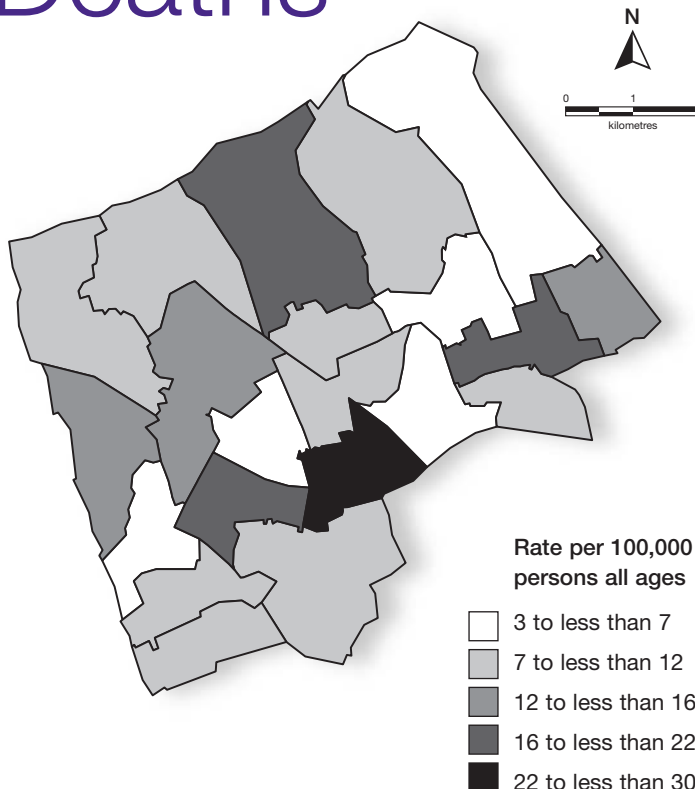 Deaths
N
0 1
kilometres
Rate per 100,000
persons all ages
3 to less than 7
7 to less than 12
12 to less than 16
16 to less than 22
22 to less than 30